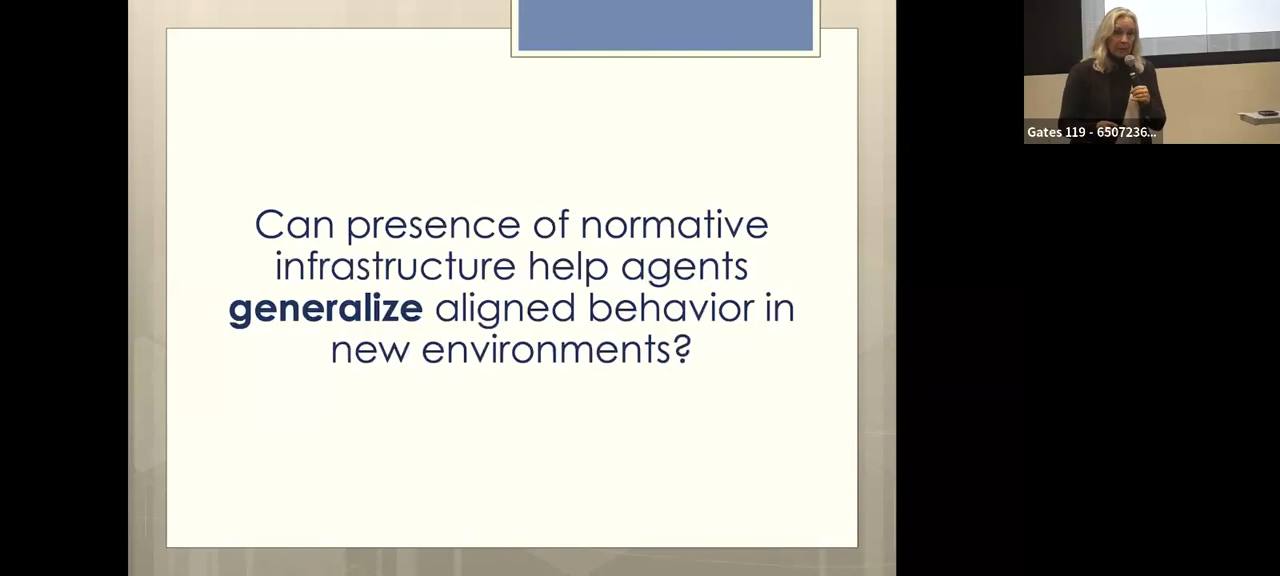 Can presence of normative
infrastructure help agents
generalize aligned behavior in
new environments?
Gates 119 - 6507236...